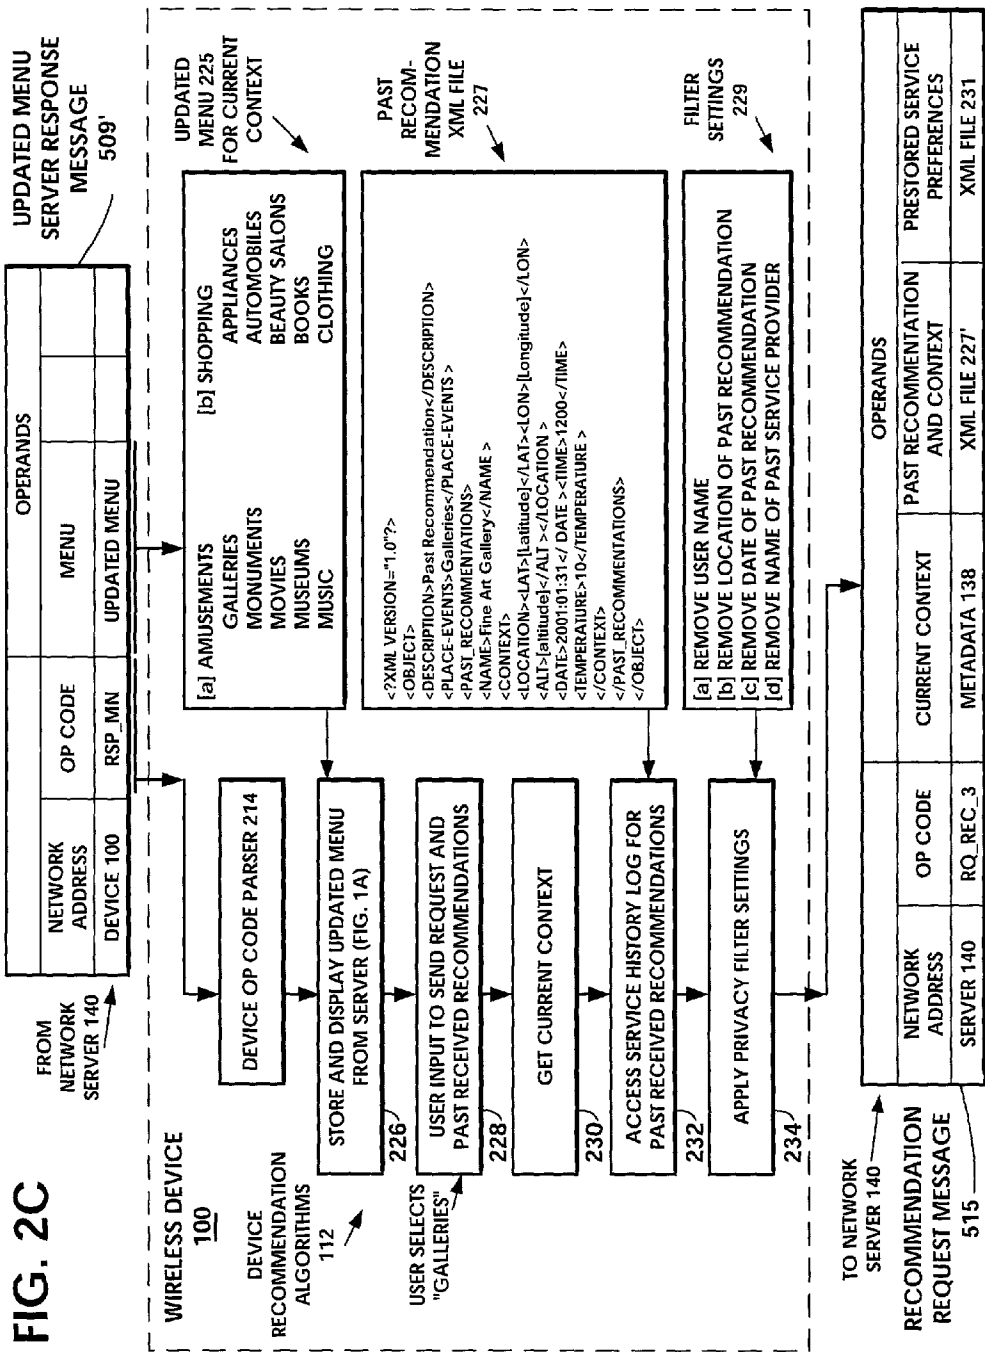 FIG. 2C
UPDATED MENU
SERVER RESPONSE
MESSAGE
509'
FROM
NETWORK
SERVER 140
NETWORK
ADDRESS
OP CODE
OPERANDS
MENU
DEVICE 100
RSP_MN
UPDATED MENU
WIRELESS DEVICE
100
DEVICE
RECOMMENDATION
ALGORITHMS
112
DEVICE OP CODE PARSER 214
STORE AND DISPLAY UPDATED MENU
FROM SERVER (FIG. 1A)
226
USER SELECTS
"GALLERIES"
USER INPUT TO SEND REQUEST AND
PAST RECEIVED RECOMMENDATIONS
228
GET CURRENT CONTEXT
230
ACCESS SERVICE HISTORY LOG FOR
PAST RECEIVED RECOMMENDATIONS
232
APPLY PRIVACY FILTER SETTINGS
234
UPDATED
MENU 225
FOR CURRENT
CONTEXT
[a] AMUSEMENTS
GALLERIES
MONUMENTS
MOVIES
MUSEUMS
MUSIC
[b] SHOPPING
APPLIANCES
AUTOMOBILES
BEAUTY SALONS
BOOKS
CLOTHING
PAST
RECOM-
MENDATION
XML FILE
227
<?XML VERSION="1.0"?>
<OBJECT>
<DESCRIPTION>Past Recommendation</DESCRIPTION>
<PLACE-EVENTS>Galleries</PLACE-EVENTS >
<PAST_RECOMMENTATIONS>
<NAME>Fine Art Gallery</NAME >
<CONTEXT>
<LOCATION><LAT>[Latitude]</LAT><LON>[Longitude]</LON>
<ALT>[altitude]</ALT ></LOCATION >
<DATE>2001:01:31</ DATE ><TIME>1200</TIME>
<TEMPERATURE>10</TEMPERATURE >
</CONTEXT>
</PAST_RECOMMENTATIONS>
</OBJECT>
FILTER
SETTINGS
229
[a] REMOVE USER NAME
[b] REMOVE LOCATION OF PAST RECOMMENDATION
[c] REMOVE DATE OF PAST RECOMMENDATION
[d] REMOVE NAME OF PAST SERVICE PROVIDER
TO NETWORK
SERVER 140
RECOMMENDATION
REQUEST MESSAGE
515
NETWORK
ADDRESS
OP CODE
OPERANDS
CURRENT CONTEXT
PAST RECOMMENTATION
AND CONTEXT
PRESTORED SERVICE
PREFERENCES
SERVER 140
RQ_REC_3
METADATA 138
XML FILE 227'
XML FILE 231